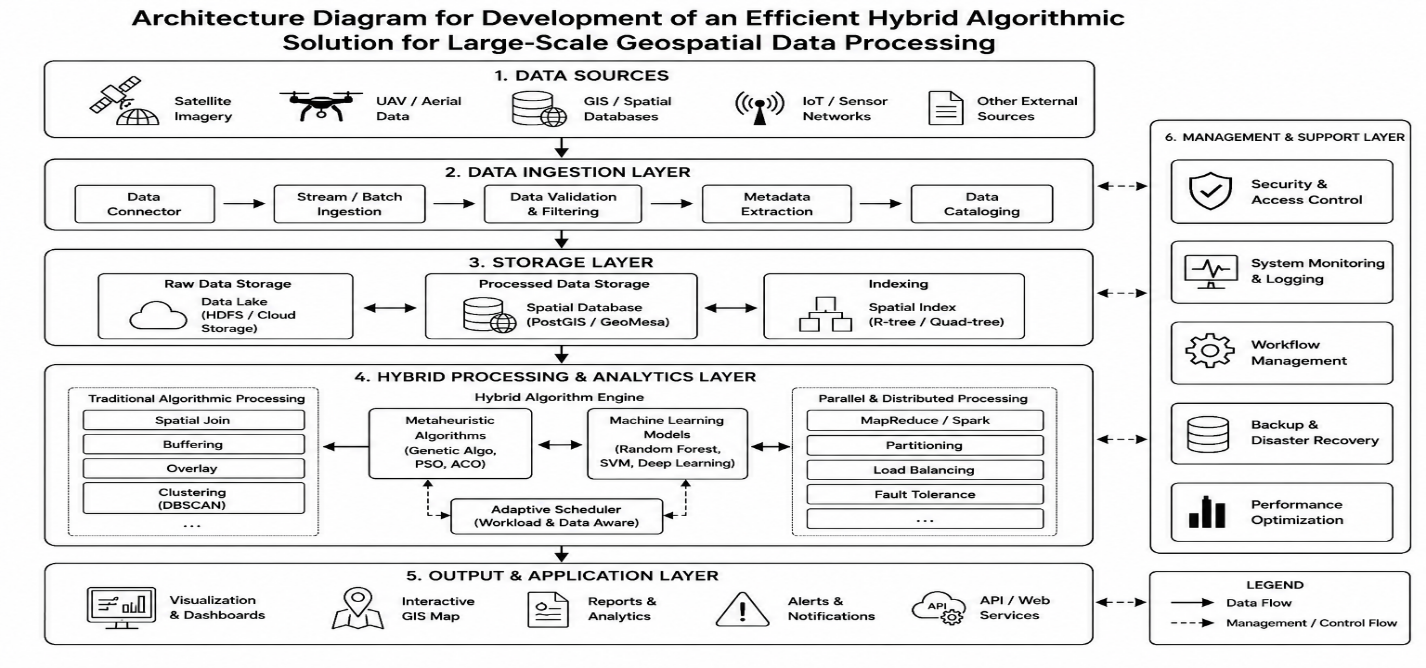 Architecture Diagram for Development of an Efficient Hybrid Algorithmic
Solution for Large-Scale Geospatial Data Processing
1. DATA SOURCES
Satellite
Imagery
UAV / Aerial
Data
GIS / Spatial
Databases
IoT / Sensor
Networks
Other External
Sources
2. DATA INGESTION LAYER
Data
Connector
Stream / Batch
Ingestion
Data Validation
& Filtering
Metadata
Extraction
Data
Cataloging
3. STORAGE LAYER
Raw Data Storage
Data Lake
(HDFS / Cloud
Storage)
Processed Data Storage
Spatial Database
(PostGIS / GeoMesa)
Indexing
Spatial Index
(R-tree / Quad-tree)
4. HYBRID PROCESSING & ANALYTICS LAYER
Traditional Algorithmic Processing
Spatial Join
Buffering
Overlay
Clustering
(DBSCAN)
...
Hybrid Algorithm Engine
Metaheuristic
Algorithms
(Genetic Algo,
PSO, ACO)
Machine Learning
Models
(Random Forest,
SVM, Deep Learning)
Adaptive Scheduler
(Workload & Data Aware)
Parallel & Distributed Processing
MapReduce / Spark
Partitioning
Load Balancing
Fault Tolerance
...
5. OUTPUT & APPLICATION LAYER
Visualization
& Dashboards
Interactive
GIS Map
Reports &
Analytics
Alerts &
Notifications
API
API / Web
Services
6. MANAGEMENT & SUPPORT LAYER
Security &
Access Control
System Monitoring
& Logging
Workflow
Management
Backup &
Disaster Recovery
Performance
Optimization
LEGEND
Data Flow
Management / Control Flow